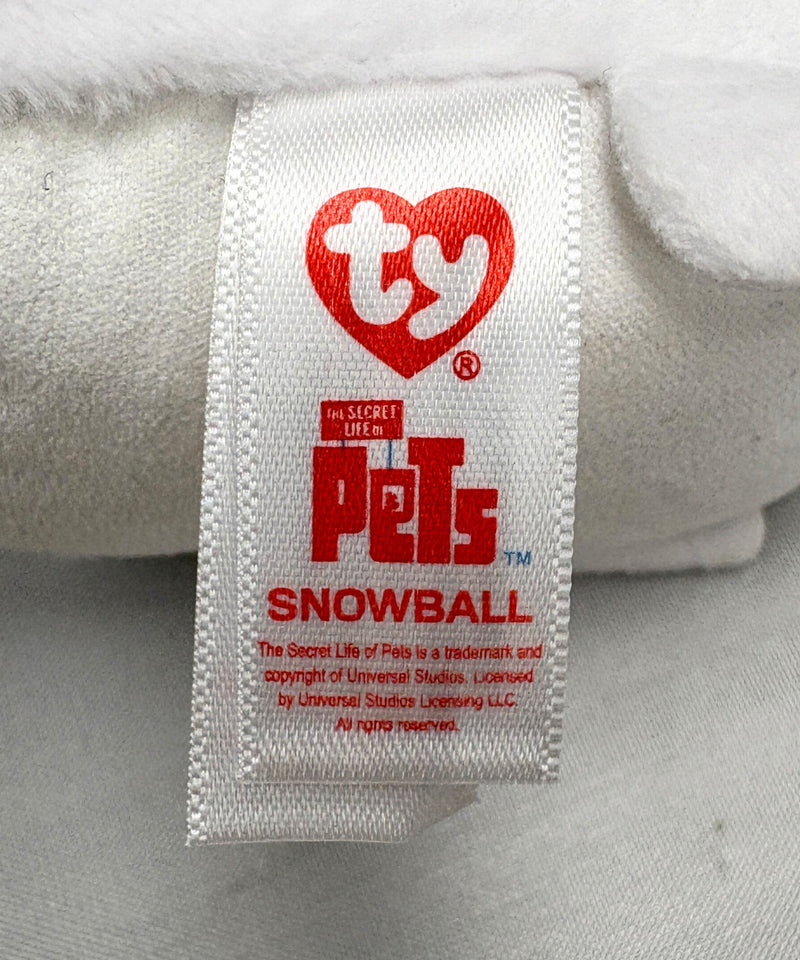 ty
®
THE SECRET
LIFE OF
PETS
TM
SNOWBALL
The Secret Life of Pets is a trademark and
copyright of Universal Studios. Licensed
by Universal Studios Licensing LLC.
All rights reserved.